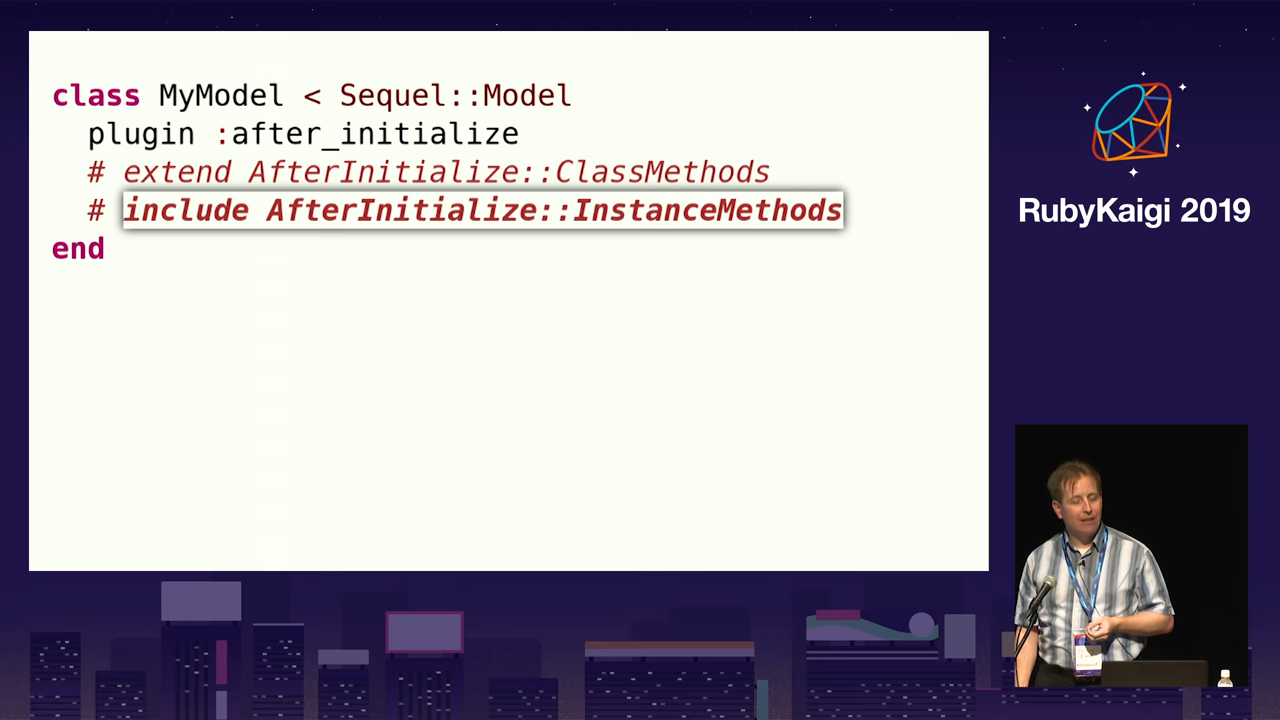 class MyModel < Sequel::Model
  plugin :after_initialize
  # extend AfterInitialize::ClassMethods
  # include AfterInitialize::InstanceMethods
end
RubyKaigi 2019